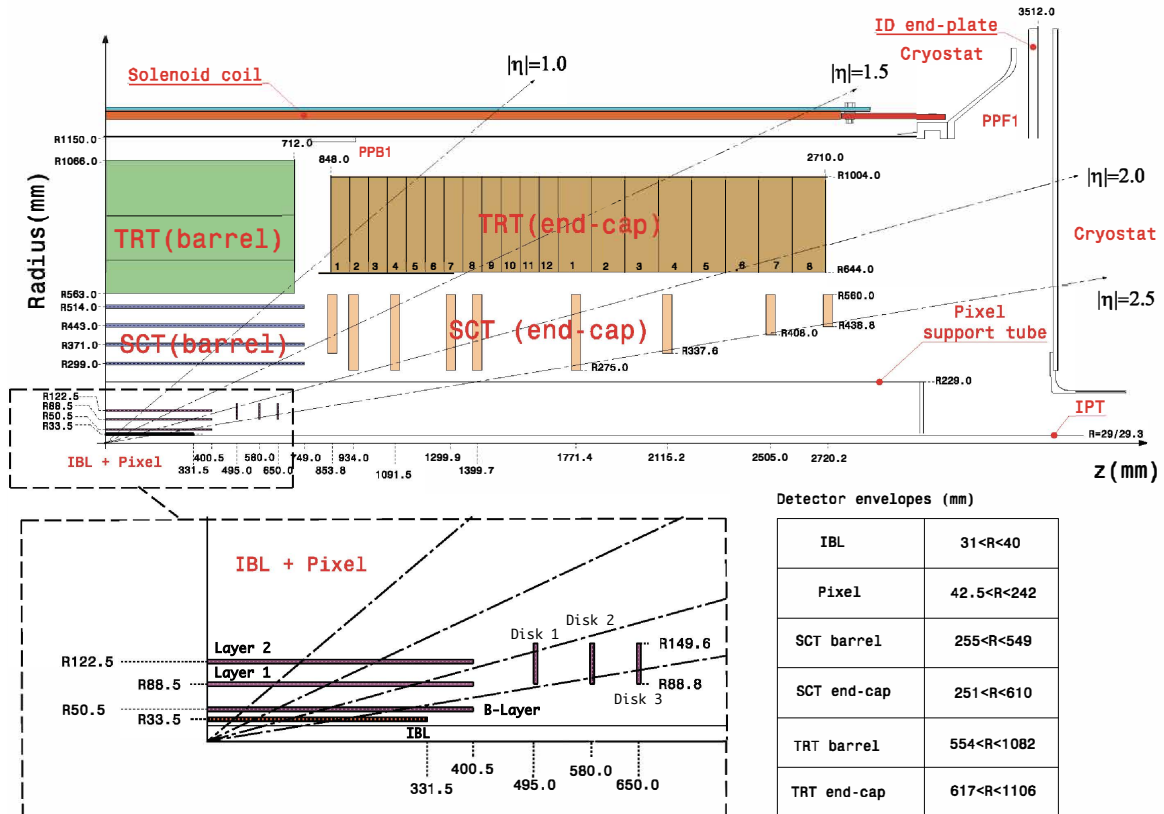 3512.0
ID end-plate
Cryostat
|η|=1.0
|η|=1.5
Solenoid coil
PPF1
R1150.0
712.0
PPB1
R1066.0
848.0
2710.0
R1004.0
|η|=2.0
Radius(mm)
TRT(barrel)
TRT(end-cap)
Cryostat
1 2 3 4 5 6 7 8 9 10 11 12 1 2 3 4 5 6 7 8
R644.0
R563.0
R514.0
R560.0
|η|=2.5
R443.0
SCT(barrel)
SCT (end-cap)
R438.8
R408.0
Pixel
support tube
R371.0
R337.6
R299.0
R275.0
R229.0
R122.5
R88.5
R50.5
R33.5
IPT
R=29/29.3
IBL + Pixel
400.5 580.0 749.0 934.0 1299.9 1771.4 2115.2 2505.0 2720.2
331.5 495.0 650.0 853.8 1091.5 1399.7
z(mm)
Detector envelopes (mm)
IBL 31<R<40
Pixel 42.5<R<242
SCT barrel 255<R<549
SCT end-cap 251<R<610
TRT barrel 554<R<1082
TRT end-cap 617<R<1106
IBL + Pixel
Disk 1
Disk 2
Layer 2
R149.6
R122.5
Layer 1
R88.5
R88.8
Disk 3
R50.5
B-Layer
R33.5
IBL
400.5
580.0
331.5
495.0
650.0